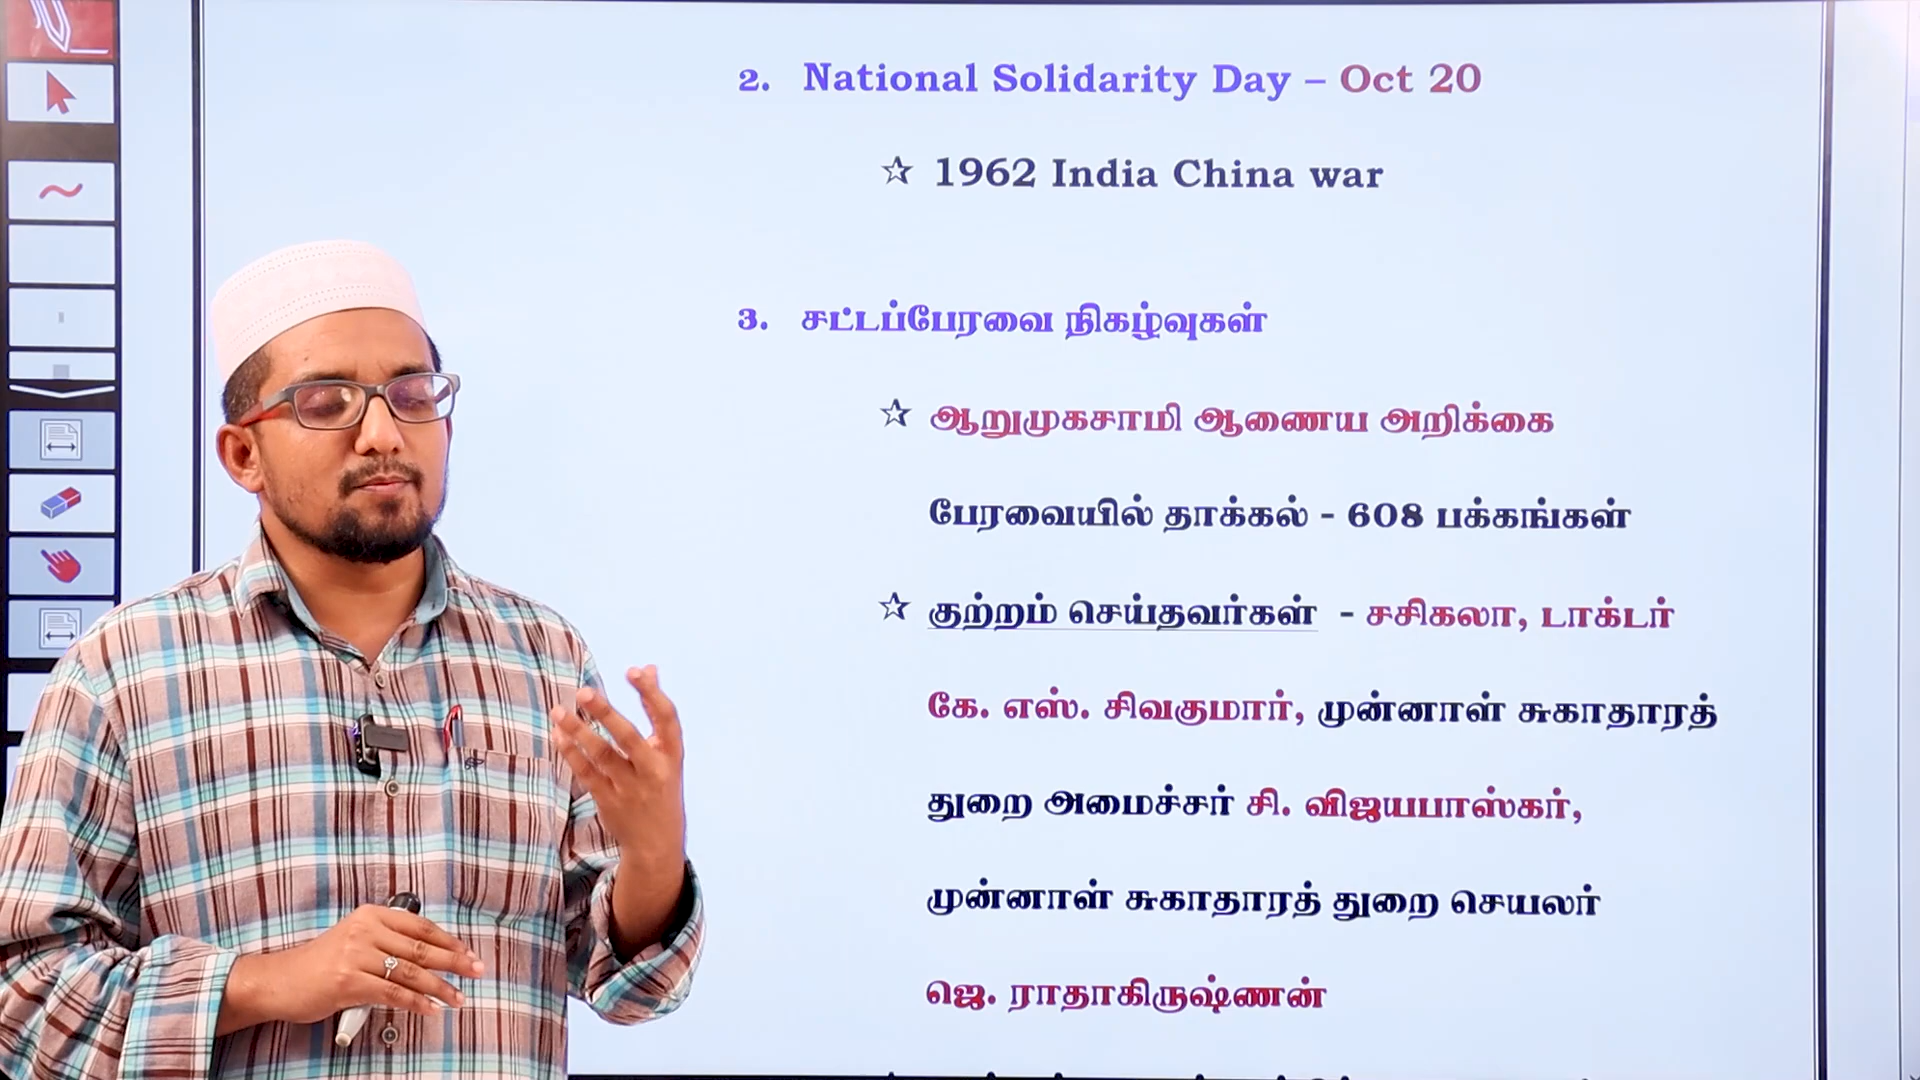 2. National Solidarity Day – Oct 20
☆ 1962 India China war
3. சட்டப்பேரவை நிகழ்வுகள்
☆ ஆறுமுகசாமி ஆணைய அறிக்கை
பேரவையில் தாக்கல் - 608 பக்கங்கள்
☆ குற்றம் செய்தவர்கள் - சசிகலா, டாக்டர்
கே. எஸ். சிவகுமார், முன்னாள் சுகாதாரத்
துறை அமைச்சர் சி. விஜயபாஸ்கர்,
முன்னாள் சுகாதாரத் துறை செயலர்
ஜெ. ராதாகிருஷ்ணன்